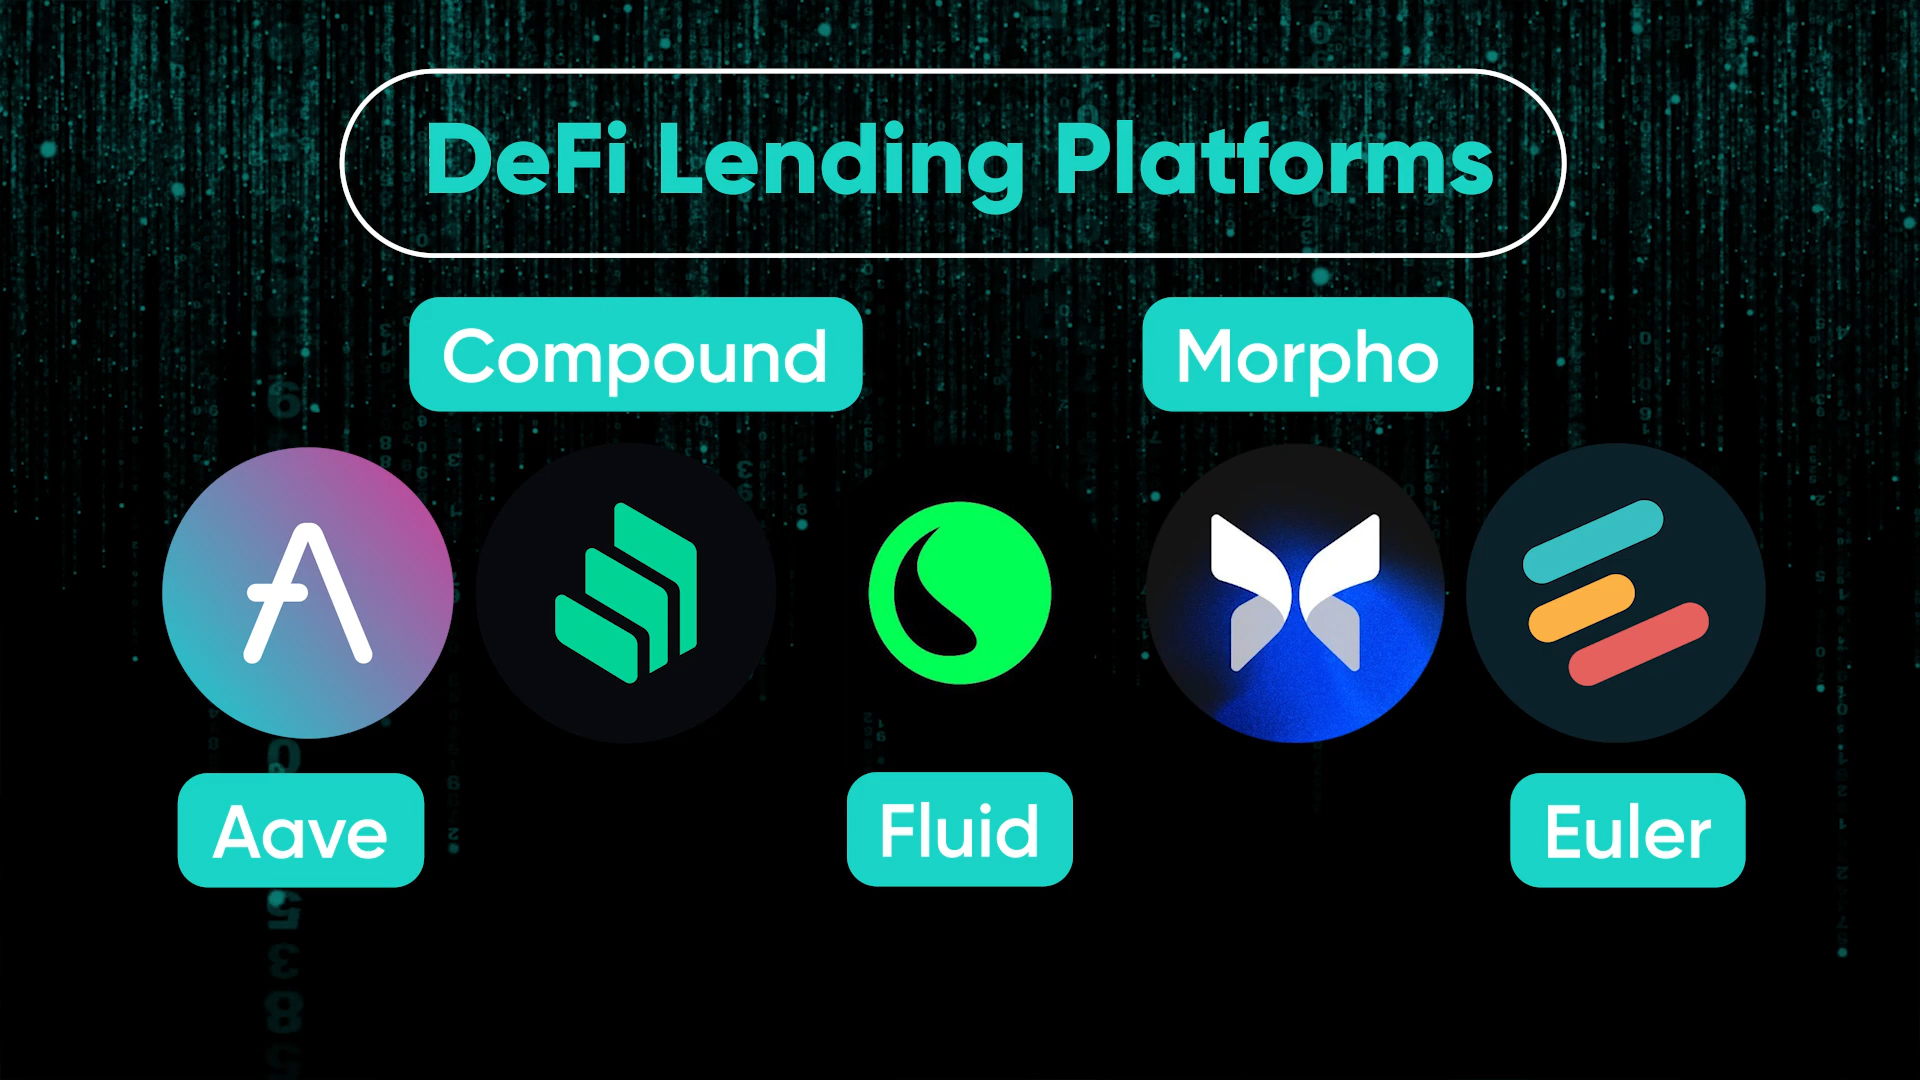 DeFi Lending Platforms
Compound
Morpho
Aave
Fluid
Euler